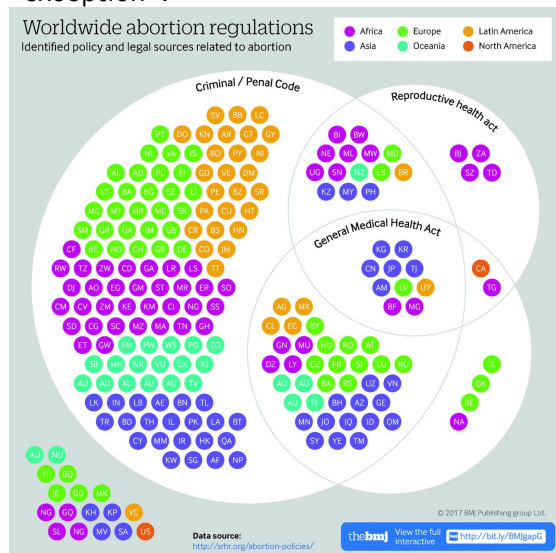 exception".
Worldwide abortion regulations
Identified policy and legal sources related to abortion
Africa Europe Latin America
Asia Oceania North America
Criminal / Penal Code
Reproductive health act
General Medical Health Act
SV BB LC
PT DO KN AR GT GY
NL VA IS BO PY NI
AL AD PL FI GD VE DM
LT BA BG EE LI PE BZ SR
MC MT HR ME SK PA CU HT
SM GR UA IM GB CR BS HN
CF BE NO CH GB DE CO JM
RW TZ ZW CD GA LR LS TT
DJ AO EG GM ST MR ER SO
CM CV ZM KE KM CI NG SS
SD CG SC MZ MA TN GH
ET GW FM PW WS PG TO
SB MH NR VU CK KI
AU AU AU AU AU TV
LK IN LB AE BN TL
TR BD TH IL PK LA BT
CY MM IR HK QA
KW SG AF NP
BI BW
NE ML MW MD
UG SN NZ ES BR
KZ MY PH
BJ ZA
SZ TD
KG KR
CN JP TJ
AM LV UY
BF MG
CA
TG
AG MX
CL EC BY
GN MU HU RO AT
DZ LY CZ FR SI LU RU
AU AU BA RS UZ VN
AU FJ BH AZ GE
MN JO IQ ID OM
SY YE TM
IE
DK
SE
NA
AU NU
IT BO
JE GG MK
NG GQ KH KP VC
SL NG MV SA US
Data source:
http://srhr.org/abortion-policies/
© 2017 BMJ Publishing group Ltd.
thebmj View the full interactive http://bit.ly/BMJgapG